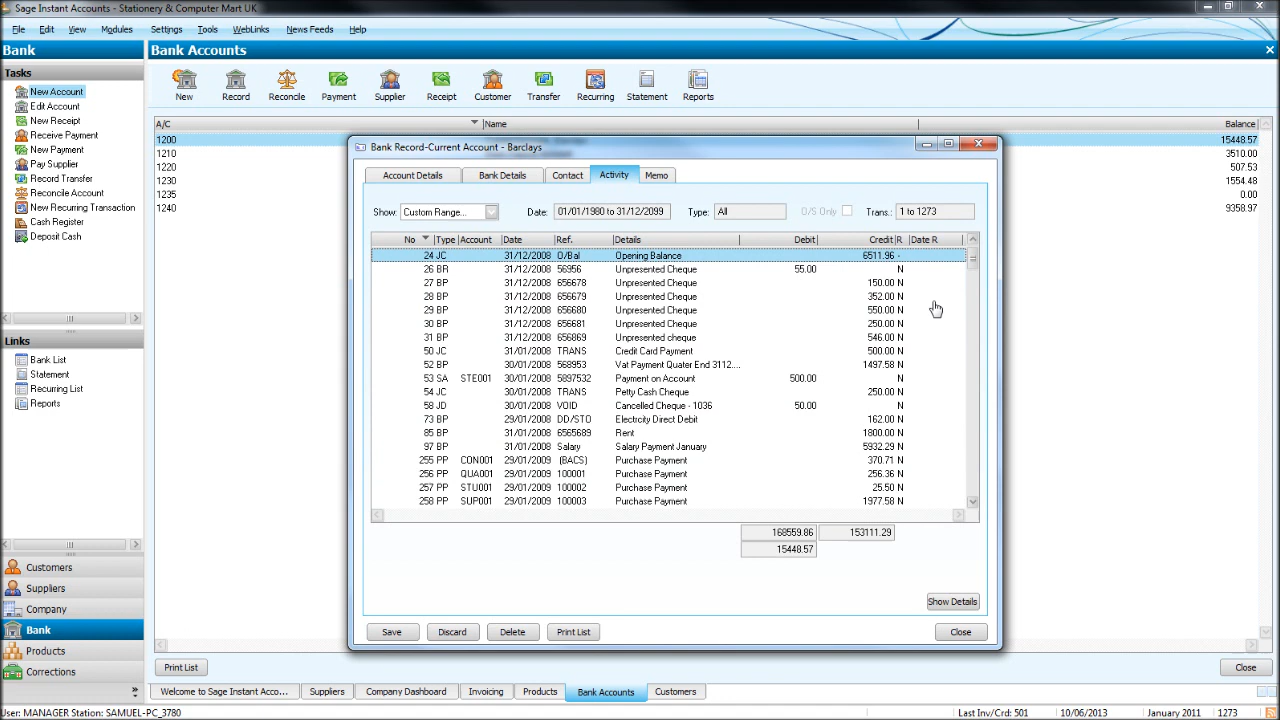 Sage Instant Accounts - Stationery & Computer Mart UK
File Edit View Modules Settings Tools WebLinks News Feeds Help
Bank
Bank Accounts
Tasks
New Account
Edit Account
New Receipt
Receive Payment
New Payment
Pay Supplier
Record Transfer
Reconcile Account
New Recurring Transaction
Cash Register
Deposit Cash
New Record Reconcile Payment Supplier Receipt Customer Transfer Recurring Statement Reports
A/C Name Balance
1200 15448.57
1210 3510.00
1220 507.53
1230 1554.48
1235 0.00
1240 9358.97
Bank Record-Current Account - Barclays
Account Details Bank Details Contact Activity Memo
Show: Custom Range... Date: 01/01/1980 to 31/12/2099 Type: All O/S Only Trans.: 1 to 1273
No Type Account Date Ref. Details Debit Credit R Date R
24 JC 31/12/2008 O/Bal Opening Balance 6511.96 -
26 BR 31/12/2008 56956 Unpresented Cheque 55.00 N
27 BP 31/12/2008 656678 Unpresented Cheque 150.00 N
28 BP 31/12/2008 656679 Unpresented Cheque 352.00 N
29 BP 31/12/2008 656680 Unpresented Cheque 550.00 N
30 BP 31/12/2008 656681 Unpresented Cheque 250.00 N
31 BP 31/12/2008 656869 Unpresented cheque 546.00 N
50 JC 31/01/2008 TRANS Credit Card Payment 500.00 N
52 BP 30/01/2008 568953 Vat Payment Quater End 3112.... 1497.58 N
53 SA STE001 30/01/2008 5897532 Payment on Account 500.00 N
54 JC 30/01/2008 TRANS Petty Cash Cheque 250.00 N
58 JD 30/01/2008 VOID Cancelled Cheque - 1036 50.00 N
73 BP 29/01/2008 DD/STO Electricity Direct Debit 162.00 N
85 BP 31/01/2008 6565689 Rent 1800.00 N
97 BP 31/01/2008 Salary Salary Payment January 5932.29 N
255 PP CON001 29/01/2009 (BACS) Purchase Payment 370.71 N
256 PP QUA001 29/01/2009 100001 Purchase Payment 256.36 N
257 PP STU001 29/01/2009 100002 Purchase Payment 25.50 N
258 PP SUP001 29/01/2009 100003 Purchase Payment 1977.58 N
168559.86 153111.29
15448.57
Show Details
Save Discard Delete Print List Close
Links
Bank List
Statement
Recurring List
Reports
Customers
Suppliers
Company
Bank
Products
Corrections
Print List Close
Welcome to Sage Instant Acco... Suppliers Company Dashboard Invoicing Products Bank Accounts Customers
User: MANAGER Station: SAMUEL-PC_3780 Last Inv/Crd: 501 10/06/2013 January 2011 1273